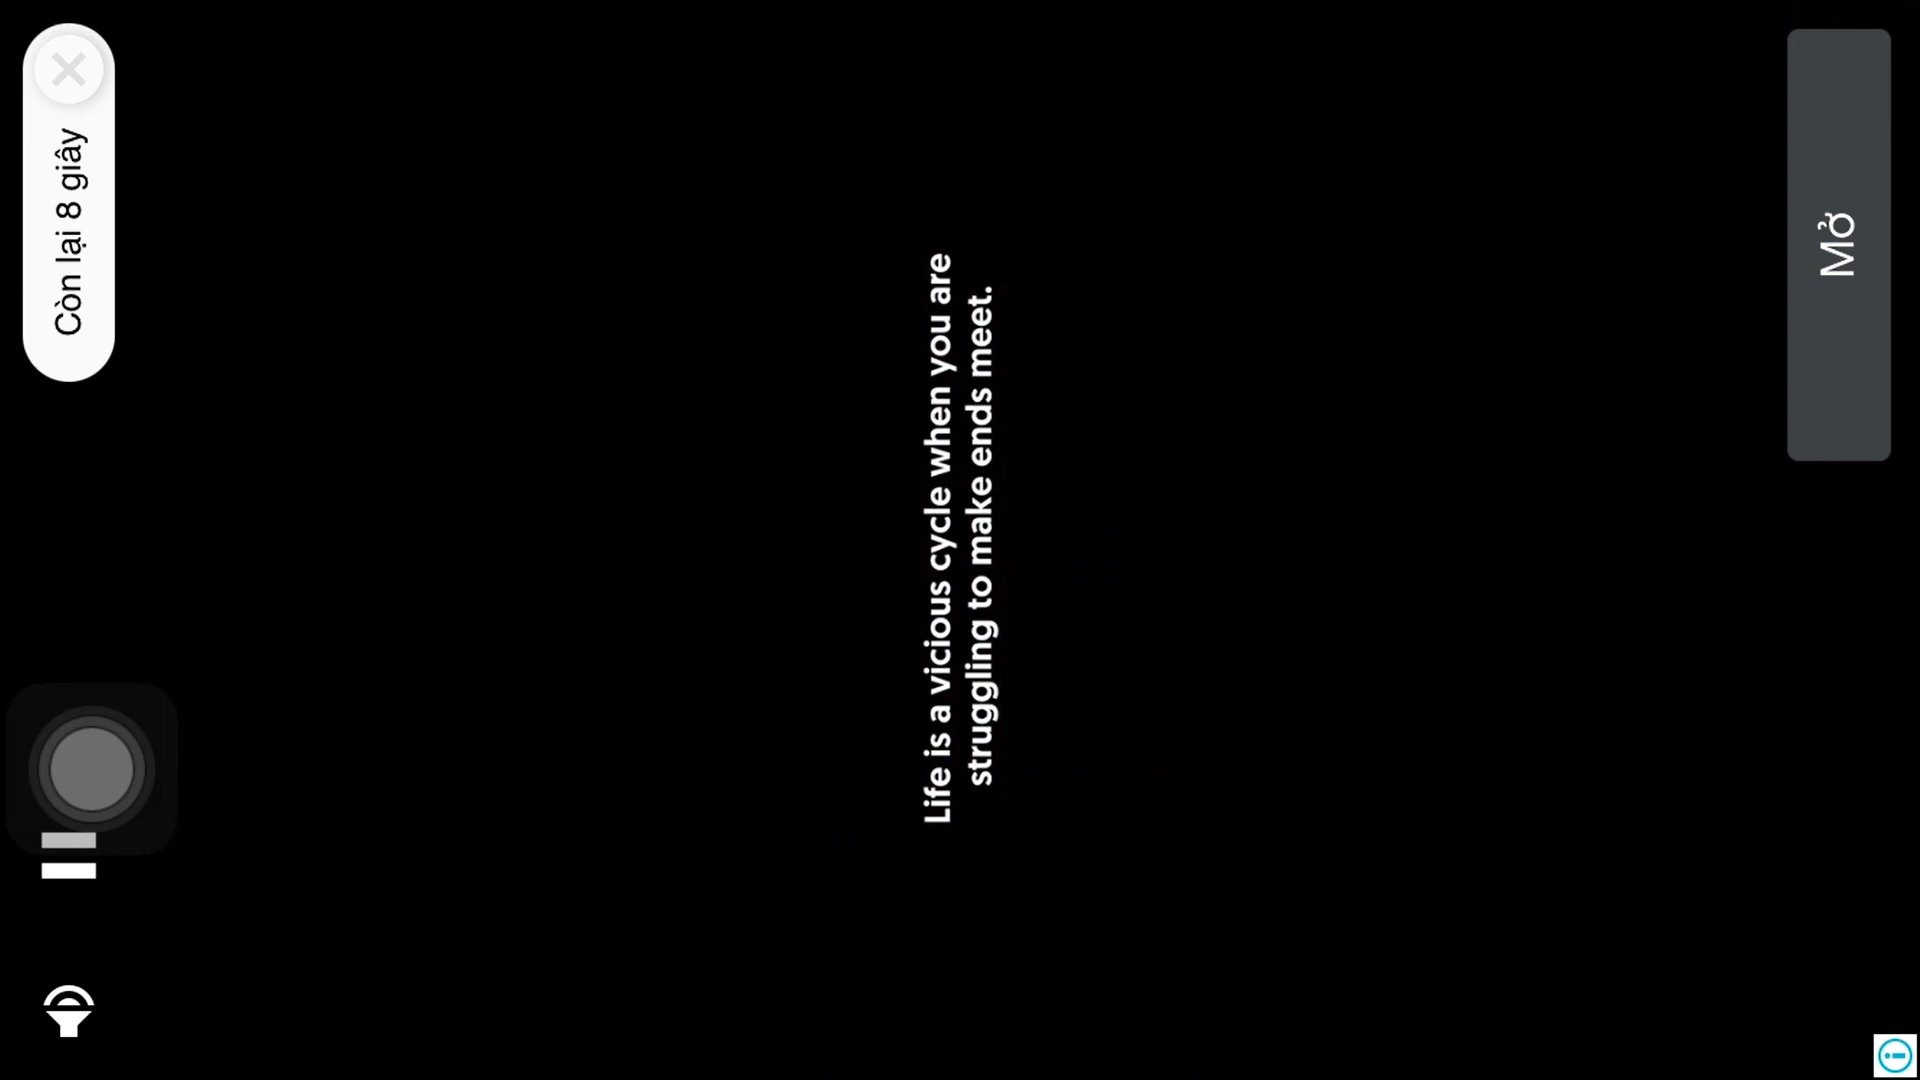 Còn lại 8 giây
Life is a vicious cycle when you are
struggling to make ends meet.
Mở